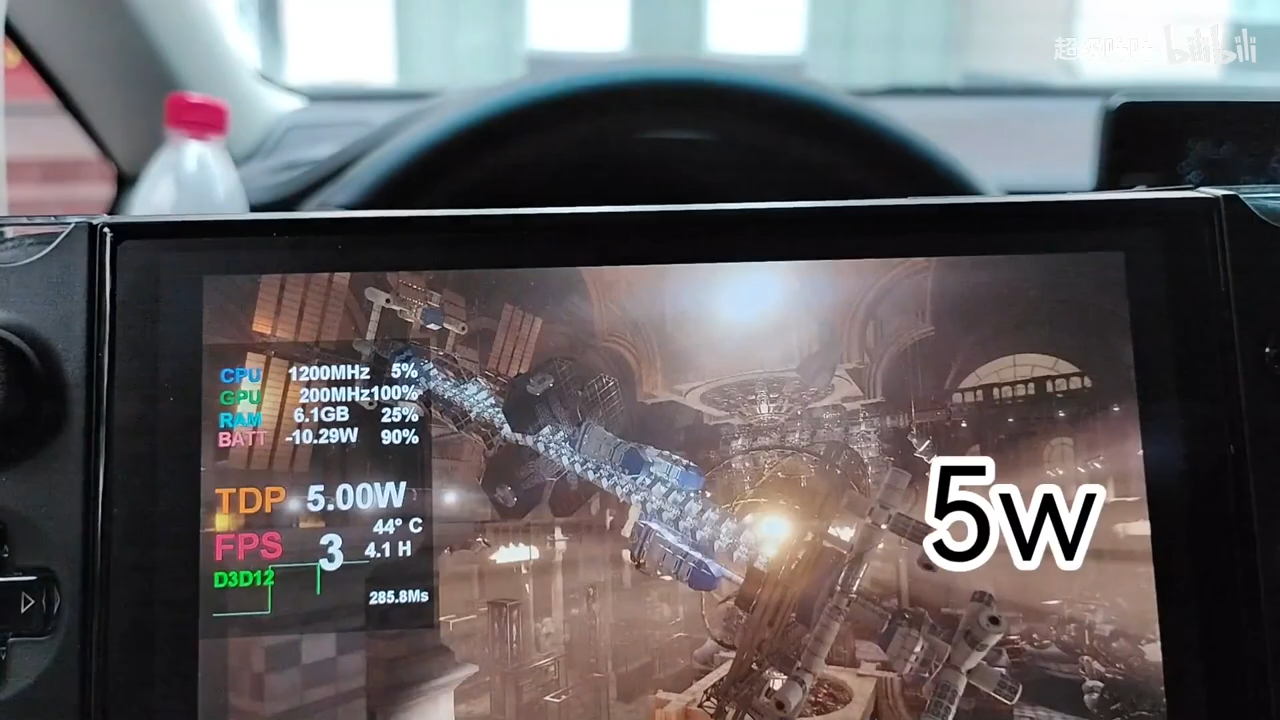 bilibili
CPU 1200MHz 5%
GPU 200MHz 100%
RAM 6.1GB 25%
BATT -10.29W 90%
TDP 5.00W
44° C
FPS 3 4.1 H
D3D12
285.8Ms
5w